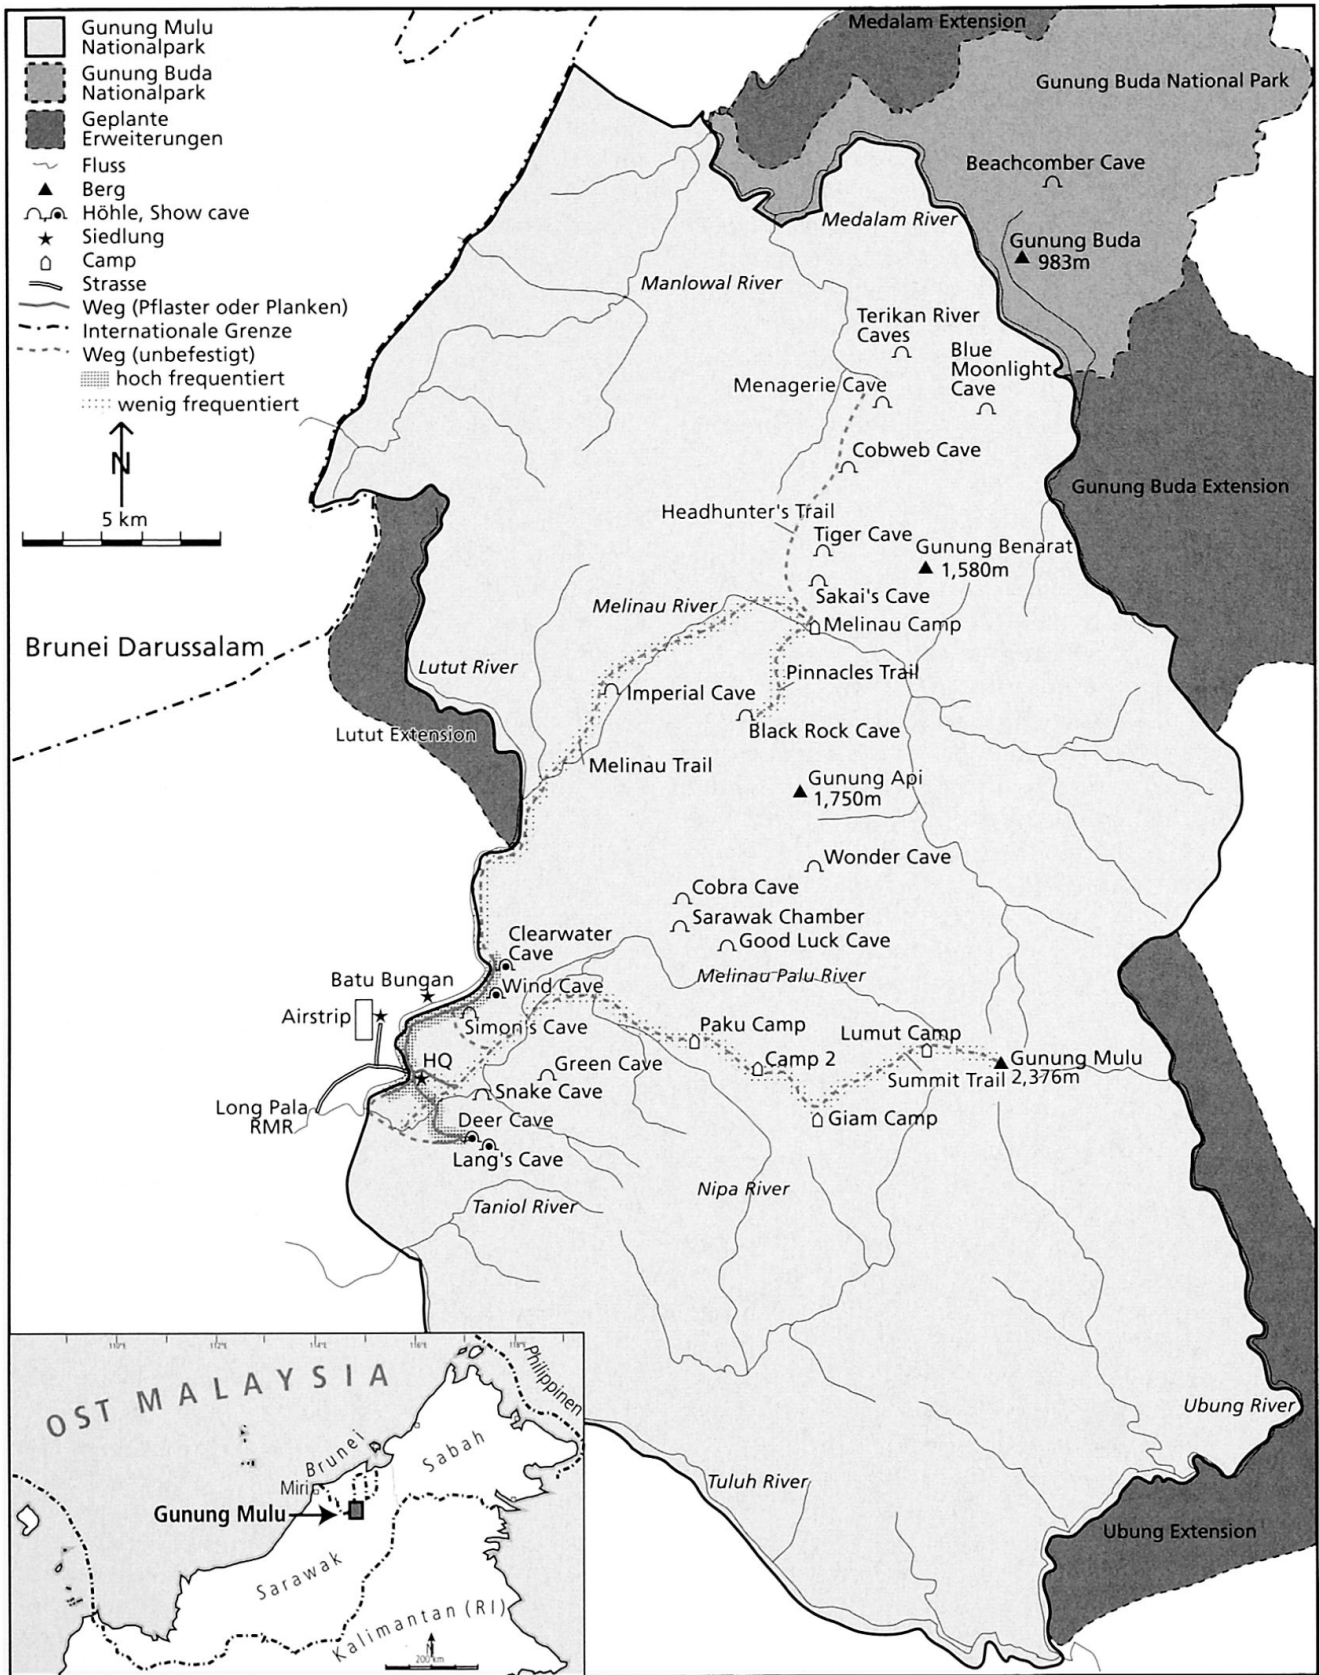 Gunung Mulu
Nationalpark
Gunung Buda
Nationalpark
Geplante
Erweiterungen
Fluss
Berg
Höhle, Show cave
Siedlung
Camp
Strasse
Weg (Pflaster oder Planken)
Internationale Grenze
Weg (unbefestigt)
hoch frequentiert
wenig frequentiert
N
5 km
Medalam Extension
Gunung Buda National Park
Beachcomber Cave
Medalam River
Gunung Buda
983m
Manlowal River
Terikan River
Caves
Blue
Moonlight
Cave
Menagerie Cave
Cobweb Cave
Gunung Buda Extension
Headhunter's Trail
Tiger Cave
Gunung Benarat
1,580m
Sakai's Cave
Melinau River
Melinau Camp
Brunei Darussalam
Lutut River
Pinnacles Trail
Imperial Cave
Black Rock Cave
Lutut Extension
Melinau Trail
Gunung Api
1,750m
Wonder Cave
Cobra Cave
Sarawak Chamber
Good Luck Cave
Clearwater
Cave
Melinau Palu River
Batu Bungan
Wind Cave
Airstrip
Simon's Cave
Paku Camp
Lumut Camp
HQ
Green Cave
Camp 2
Gunung Mulu
2,376m
Summit Trail
Snake Cave
Long Pala
RMR
Deer Cave
Giam Camp
Lang's Cave
Nipa River
Taniol River
Ubung River
Tuluh River
Ubung Extension
110°E
112°E
114°E
116°E
118°E
OST MALAYSIA
Philippinen
Brunei
Sabah
Miri
Gunung Mulu
Sarawak
Kalimantan (RI)
N
200 km